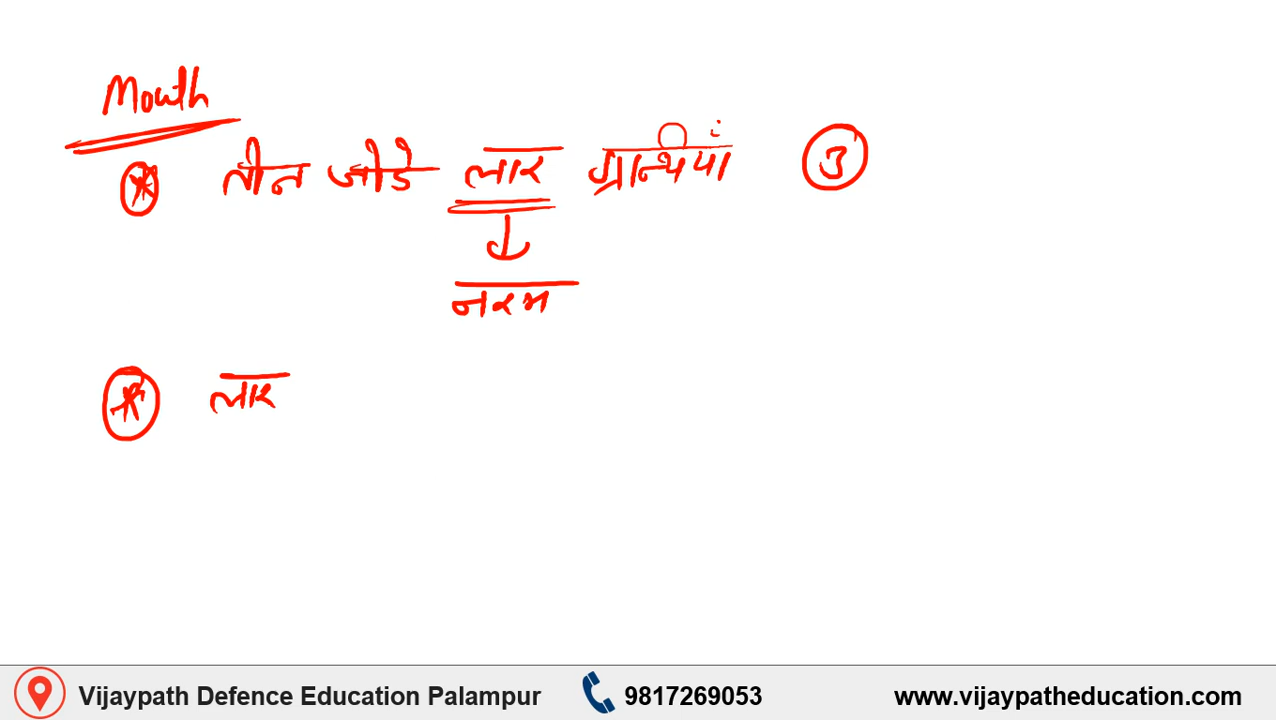 Mouth
* तीन जोडे लार ग्रन्थियां 3
नरम
* लार
Vijaypath Defence Education Palampur 9817269053 www.vijaypatheducation.com